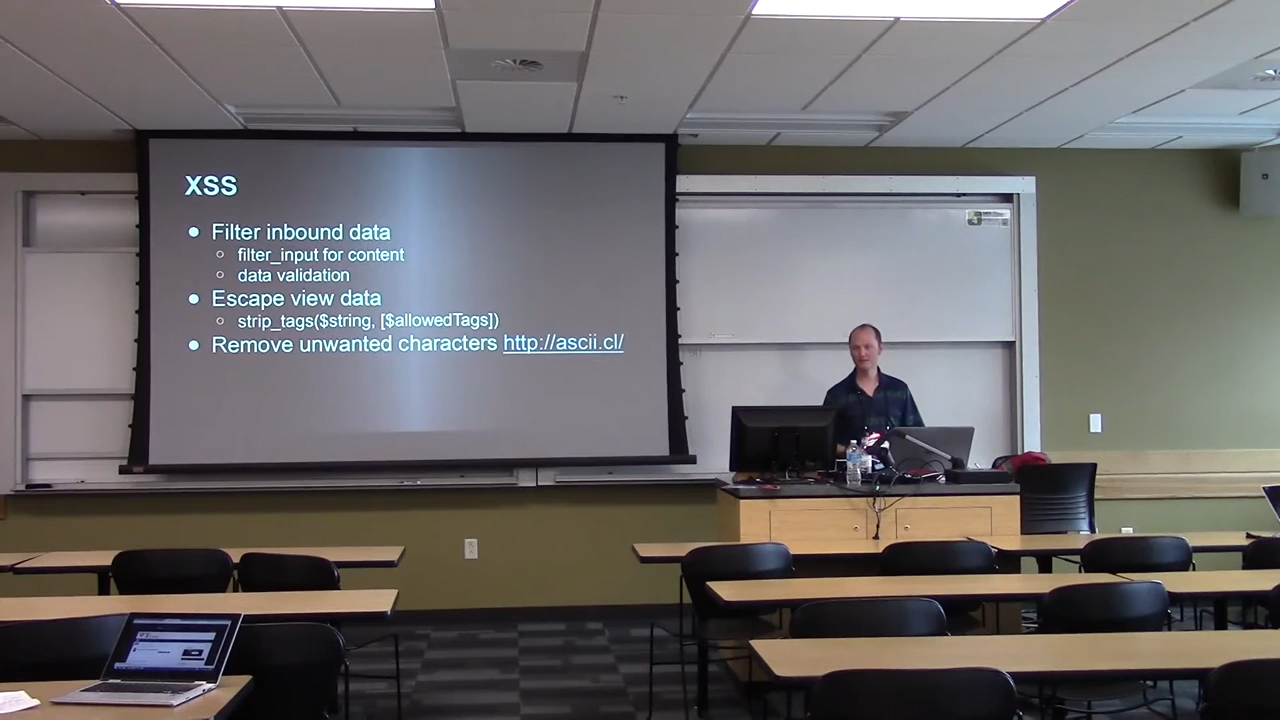 XSS
● Filter inbound data
○ filter_input for content
○ data validation
● Escape view data
○ strip_tags($string, [$allowedTags])
● Remove unwanted characters http://ascii.cl/